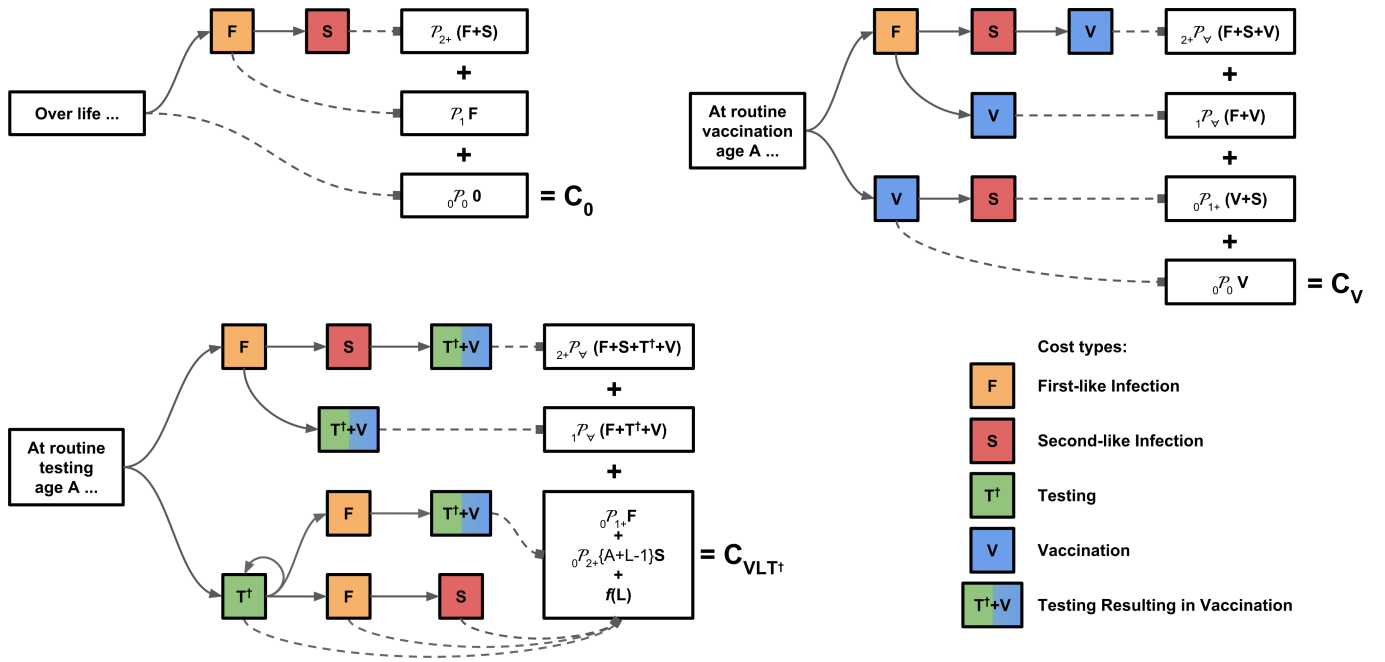 F
S
𝒫₂₊ (F+S)
+
Over life ...
𝒫₁ F
+
₀𝒫₀ 0
= C₀
F
S
V
₂₊𝒫∀ (F+S+V)
+
At routine
vaccination
age A ...
V
₁𝒫∀ (F+V)
+
V
S
₀𝒫₁₊ (V+S)
+
₀𝒫₀ V
= Cᵥ
F
S
T†+V
₂₊𝒫∀ (F+S+T†+V)
+
T†+V
₁𝒫∀ (F+T†+V)
+
At routine
testing
age A ...
F
T†+V
T†
F
S
₀𝒫₁₊F
+
₀𝒫₂₊{A+L-1}S
+
f(L)
= C_VLT†
Cost types:
F
First-like Infection
S
Second-like Infection
T†
Testing
V
Vaccination
T†+V
Testing Resulting in Vaccination